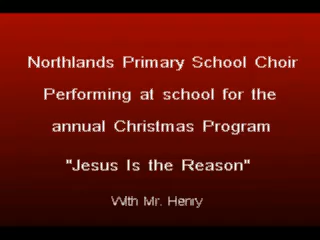 Northlands Primary School Choir
Performing at school for the
annual Christmas Program
"Jesus Is the Reason"
With Mr. Henry